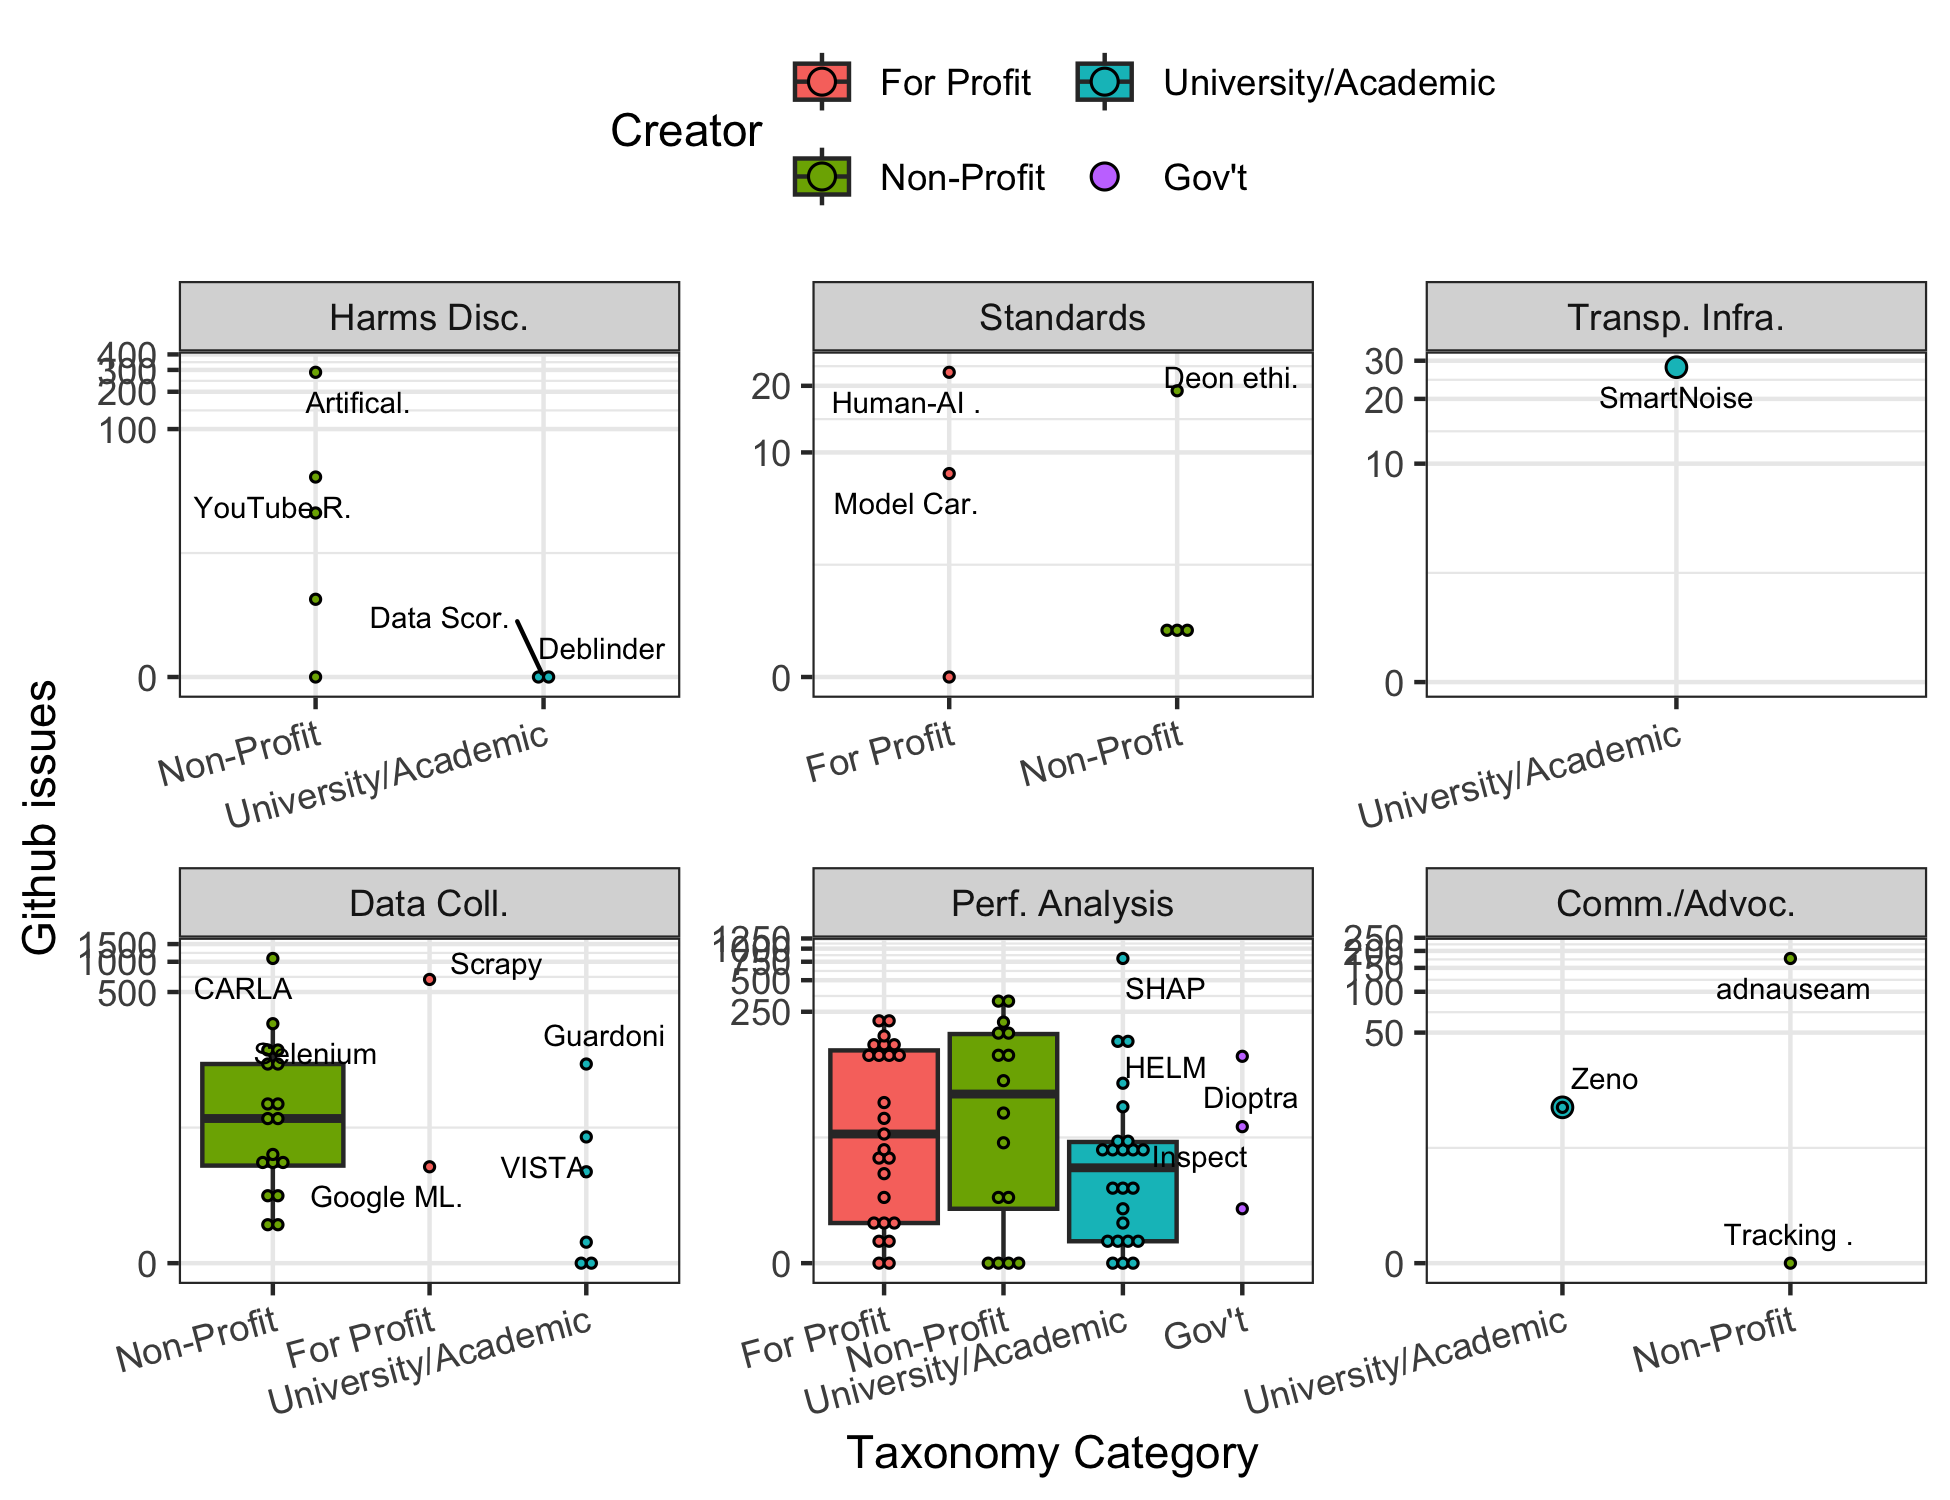 Creator
For Profit
University/Academic
Non-Profit
Gov't
Github issues
Harms Disc.
400
300
200
100
0
Artifical.
YouTube R.
Data Scor.
Deblinder
Non-Profit
University/Academic
Standards
20
10
0
Deon ethi.
Human-AI .
Model Car.
For Profit
Non-Profit
Transp. Infra.
30
20
10
0
SmartNoise
University/Academic
Data Coll.
1500
1000
500
0
Scrapy
CARLA
Guardoni
Selenium
VISTA
Google ML.
Non-Profit
For Profit
University/Academic
Perf. Analysis
1250
1000
750
500
250
0
SHAP
HELM
Dioptra
Inspect
For Profit
Non-Profit
University/Academic
Gov't
Comm./Advoc.
250
200
150
100
50
0
adnauseam
Zeno
Tracking .
University/Academic
Non-Profit
Taxonomy Category